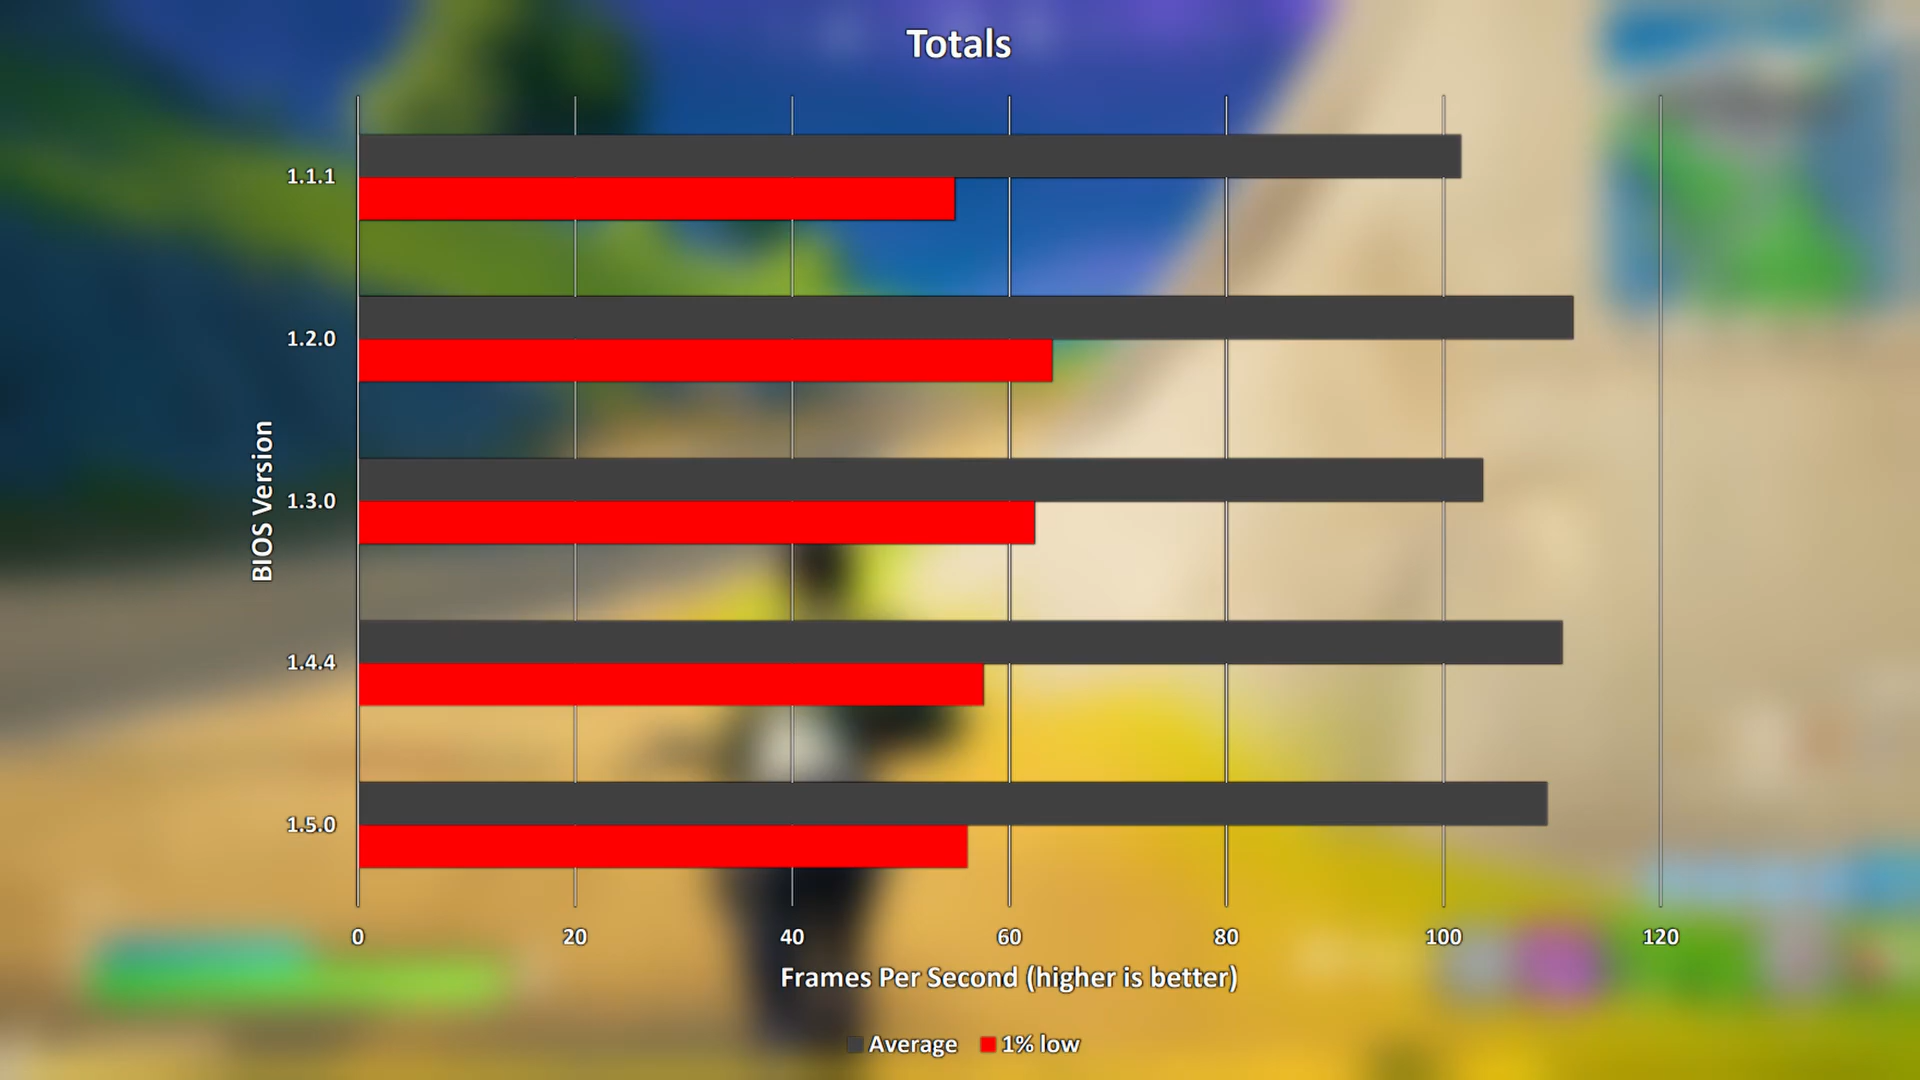 Totals
1.1.1
1.2.0
1.3.0
1.4.4
1.5.0
BIOS Version
0 20 40 60 80 100 120
Frames Per Second (higher is better)
Average 1% low